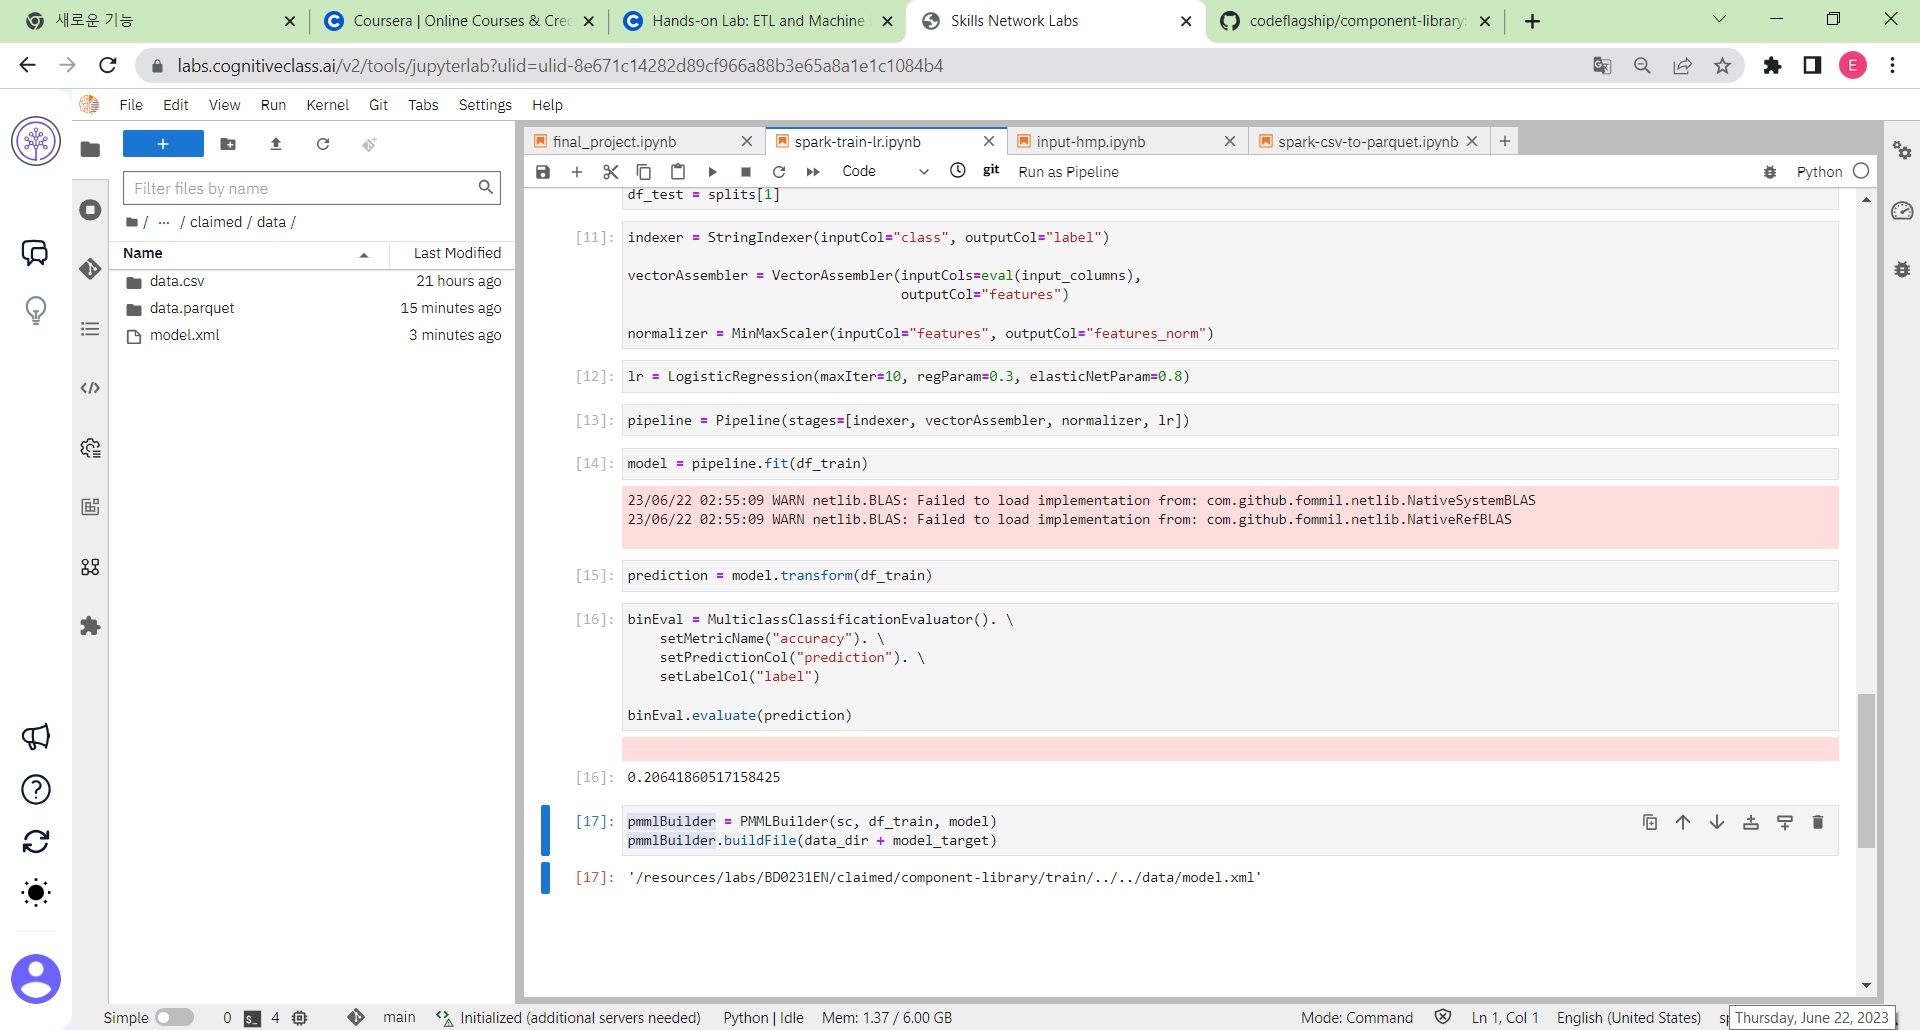 새로운 기능
Coursera | Online Courses & Cred
Hands-on Lab: ETL and Machine
Skills Network Labs
codeflagship/component-library
labs.cognitiveclass.ai/v2/tools/jupyterlab?ulid=ulid-8e671c14282d89cf966a88b3e65a8a1e1c1084b4
E
File Edit View Run Kernel Git Tabs Settings Help
final_project.ipynb
spark-train-lr.ipynb
input-hmp.ipynb
spark-csv-to-parquet.ipynb
Code
git
Run as Pipeline
Python
Filter files by name
/ ··· / claimed / data /
Name Last Modified
data.csv 21 hours ago
data.parquet 15 minutes ago
model.xml 3 minutes ago
df_test = splits[1]
[11]: indexer = StringIndexer(inputCol="class", outputCol="label")
vectorAssembler = VectorAssembler(inputCols=eval(input_columns),
outputCol="features")
normalizer = MinMaxScaler(inputCol="features", outputCol="features_norm")
[12]: lr = LogisticRegression(maxIter=10, regParam=0.3, elasticNetParam=0.8)
[13]: pipeline = Pipeline(stages=[indexer, vectorAssembler, normalizer, lr])
[14]: model = pipeline.fit(df_train)
23/06/22 02:55:09 WARN netlib.BLAS: Failed to load implementation from: com.github.fommil.netlib.NativeSystemBLAS
23/06/22 02:55:09 WARN netlib.BLAS: Failed to load implementation from: com.github.fommil.netlib.NativeRefBLAS
[15]: prediction = model.transform(df_train)
[16]: binEval = MulticlassClassificationEvaluator(). \
setMetricName("accuracy"). \
setPredictionCol("prediction"). \
setLabelCol("label")
binEval.evaluate(prediction)
[16]: 0.20641860517158425
[17]: pmmlBuilder = PMMLBuilder(sc, df_train, model)
pmmlBuilder.buildFile(data_dir + model_target)
[17]: '/resources/labs/BD0231EN/claimed/component-library/train/../../data/model.xml'
Simple 0 4 main Initialized (additional servers needed) Python | Idle Mem: 1.37 / 6.00 GB Mode: Command Ln 1, Col 1 English (United States) sp
Thursday, June 22, 2023